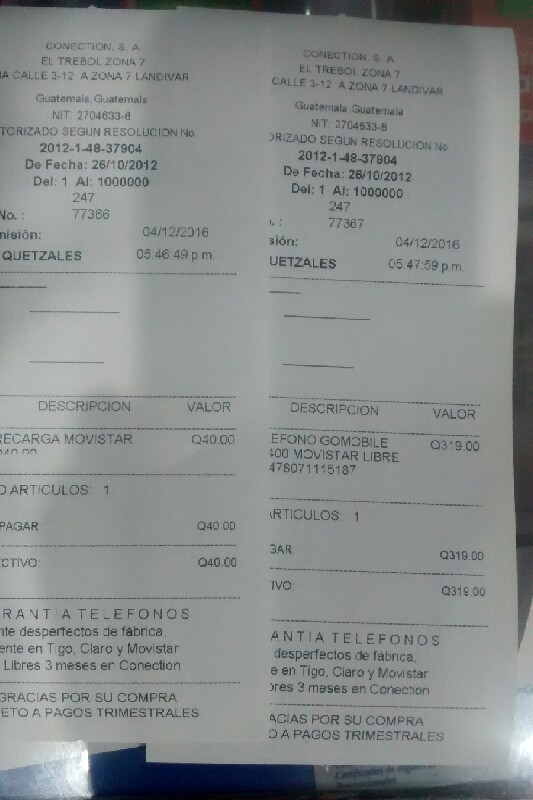 CONECTION, S. A
EL TREBOL ZONA 7
A CALLE 3-12 A ZONA 7 LANDIVAR
Guatemala,Guatemala
NIT: 2704633-8
TORIZADO SEGUN RESOLUCION No.
2012-1-48-37904
De Fecha: 26/10/2012
Del: 1 Al: 1000000
247
No. : 77366
misión: 04/12/2016
QUETZALES 05:46:49 p.m.
DESCRIPCION VALOR
RECARGA MOVISTAR Q40.00
O ARTICULOS: 1
PAGAR Q40.00
CTIVO: Q40.00
RANTIA TELEFONOS
nte desperfectos de fábrica,
ente en Tigo, Claro y Movistar
Libres 3 meses en Conection
GRACIAS POR SU COMPRA
ETO A PAGOS TRIMESTRALES
CONECTION, S. A
EL TREBOL ZONA 7
CALLE 3-12 A ZONA 7 LANDIVAR
Guatemala,Guatemala
NIT: 2704633-8
ORIZADO SEGUN RESOLUCION No.
2012-1-48-37904
De Fecha: 26/10/2012
Del: 1 Al: 1000000
247
. : 77367
sión: 04/12/2016
UETZALES 05:47:59 p.m.
DESCRIPCION VALOR
EFONO GOMOBILE Q319.00
400 MOVISTAR LIBRE
476071115187
ARTICULOS: 1
GAR: Q319.00
IVO: Q319.00
ANTIA TELEFONOS
desperfectos de fábrica,
e en Tigo, Claro y Movistar
bres 3 meses en Conection
ACIAS POR SU COMPRA
O A PAGOS TRIMESTRALES